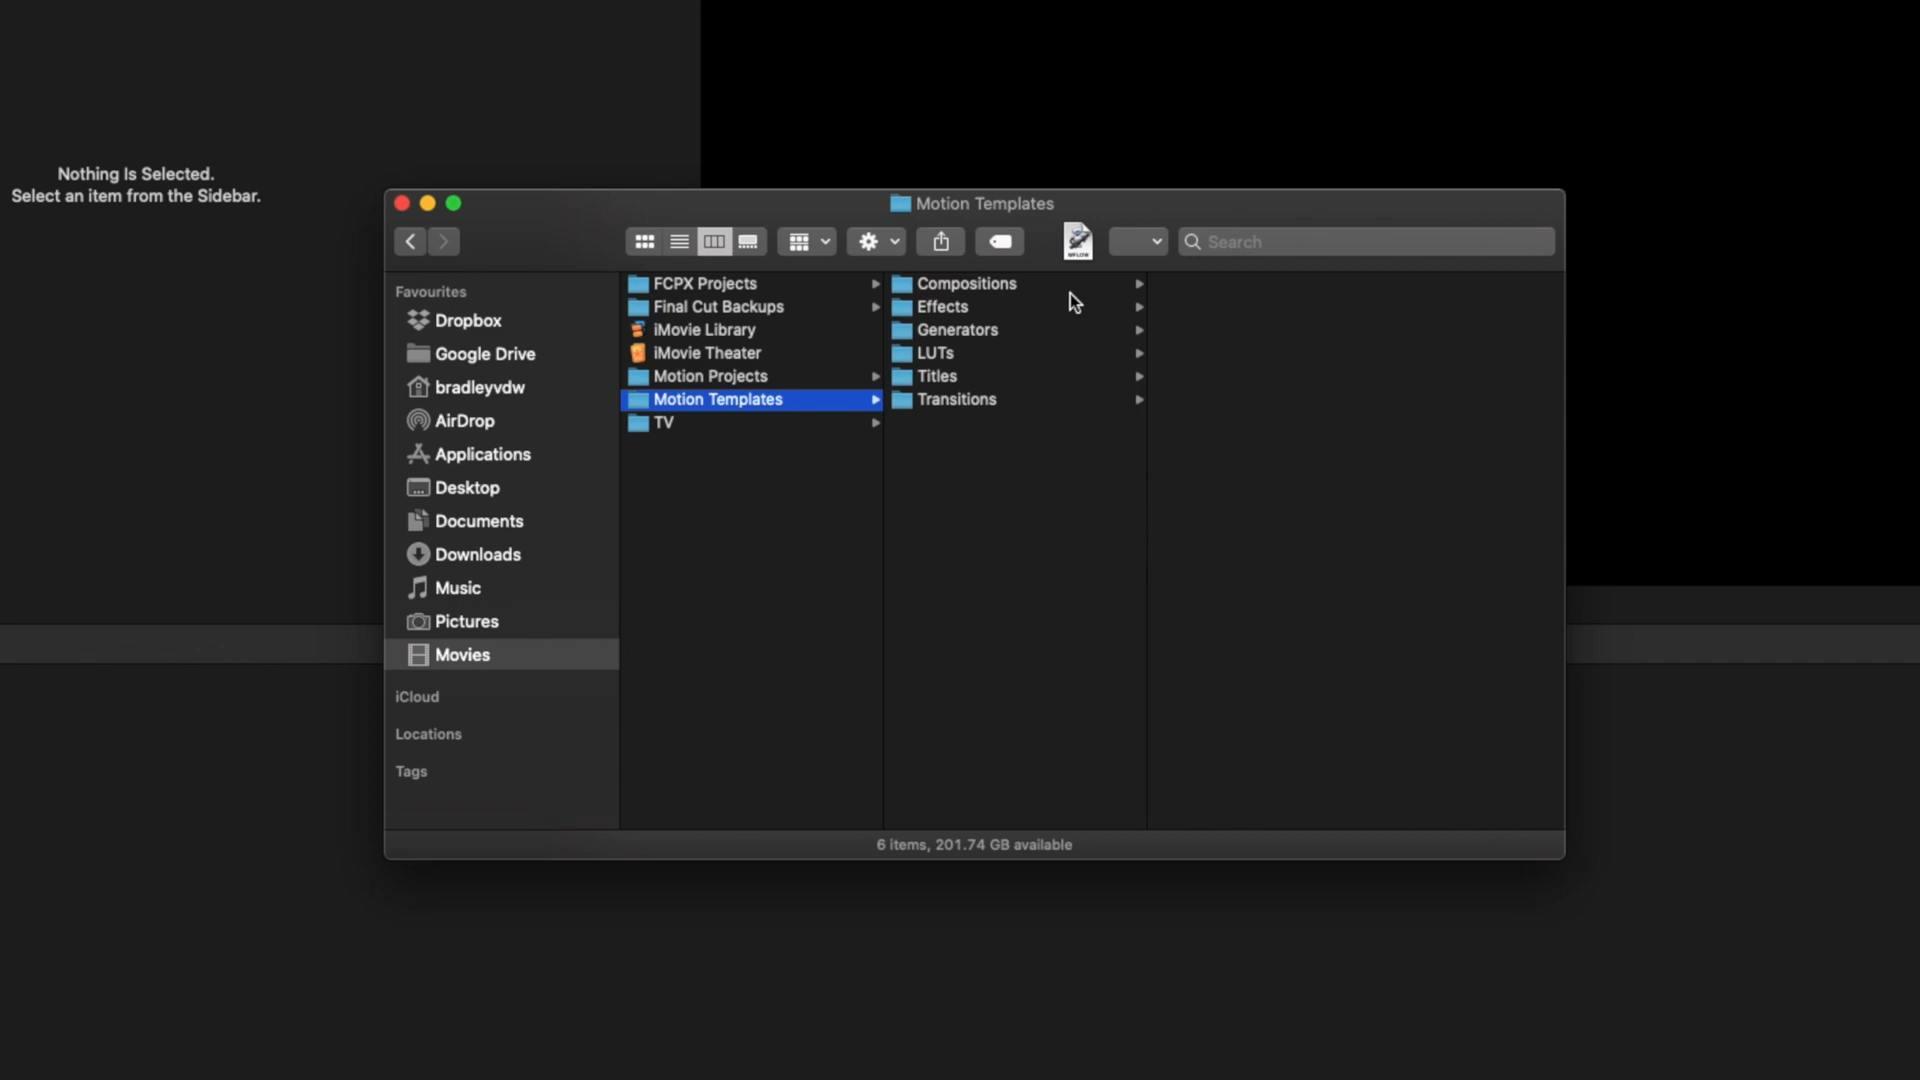 Nothing Is Selected.
Select an item from the Sidebar.
Motion Templates
Search
Favourites
Dropbox
Google Drive
bradleyvdw
AirDrop
Applications
Desktop
Documents
Downloads
Music
Pictures
Movies
iCloud
Locations
Tags
FCPX Projects
Final Cut Backups
iMovie Library
iMovie Theater
Motion Projects
Motion Templates
TV
Compositions
Effects
Generators
LUTs
Titles
Transitions
6 items, 201.74 GB available